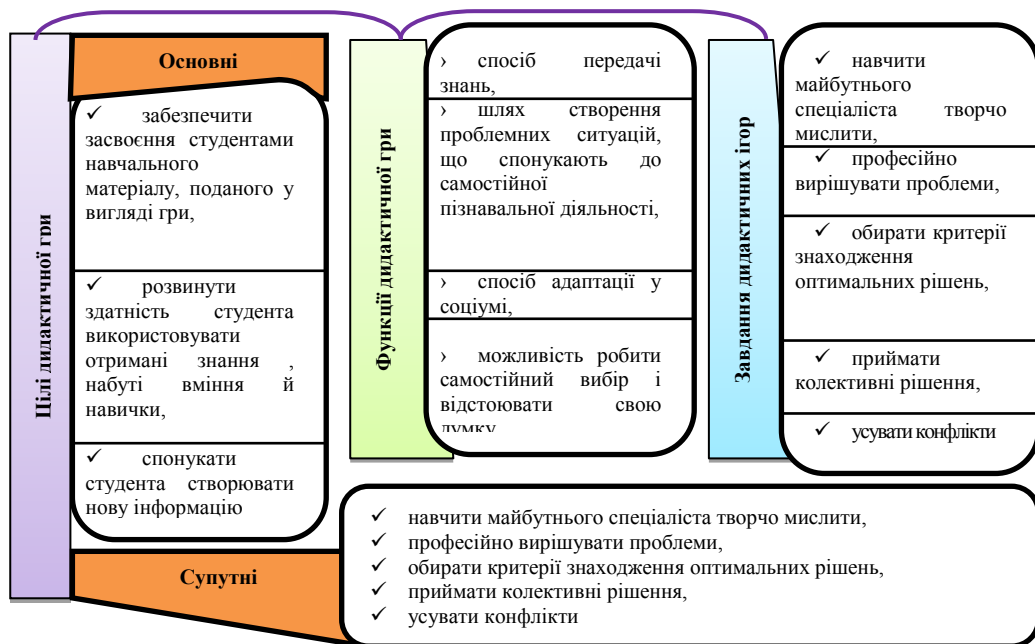 Цілі дидактичної гри
Основні
✓ забезпечити
засвоєння студентами
навчального
матеріалу, поданого у
вигляді гри,
✓ розвинути
здатність студента
використовувати
отримані знання ,
набуті вміння й
навички,
✓ спонукати
студента створювати
нову інформацію
Супутні
✓ навчити майбутнього спеціаліста творчо мислити,
✓ професійно вирішувати проблеми,
✓ обирати критерії знаходження оптимальних рішень,
✓ приймати колективні рішення,
✓ усувати конфлікти
Функції дидактичної гри
› спосіб передачі
знань,
› шлях створення
проблемних ситуацій,
що спонукають до
самостійної
пізнавальної діяльності,
› спосіб адаптації у
соціумі,
› можливість робити
самостійний вибір і
відстоювати свою
думку
Завдання дидактичних ігор
✓ навчити
майбутнього
спеціаліста творчо
мислити,
✓ професійно
вирішувати проблеми,
✓ обирати критерії
знаходження
оптимальних рішень,
✓ приймати
колективні рішення,
✓ усувати конфлікти